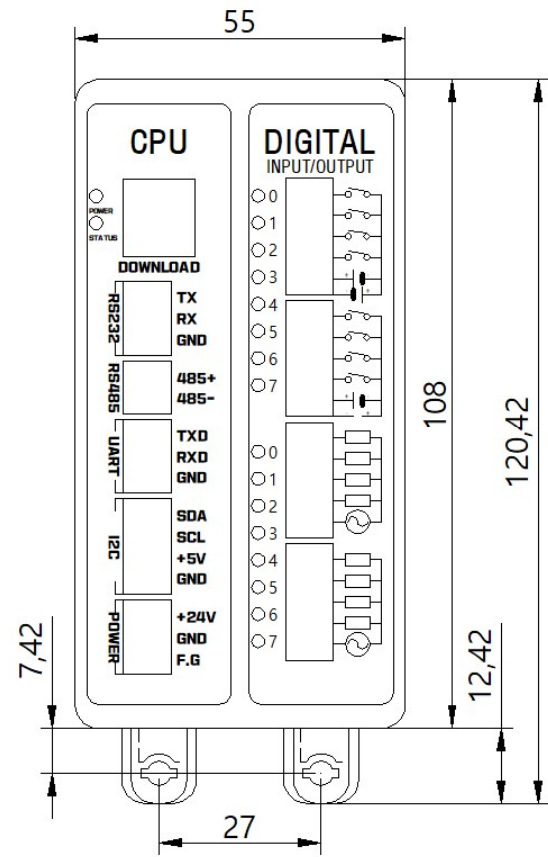 55
CPU
POWER
STATUS
DOWNLOAD
RS232
TX
RX
GND
RS485
485+
485-
UART
TXD
RXD
GND
I2C
SDA
SCL
+5V
GND
POWER
+24V
GND
F.G
DIGITAL
INPUT/OUTPUT
0
1
2
3
4
5
6
7
0
1
2
3
4
5
6
7
108
120,42
7,42
12,42
27